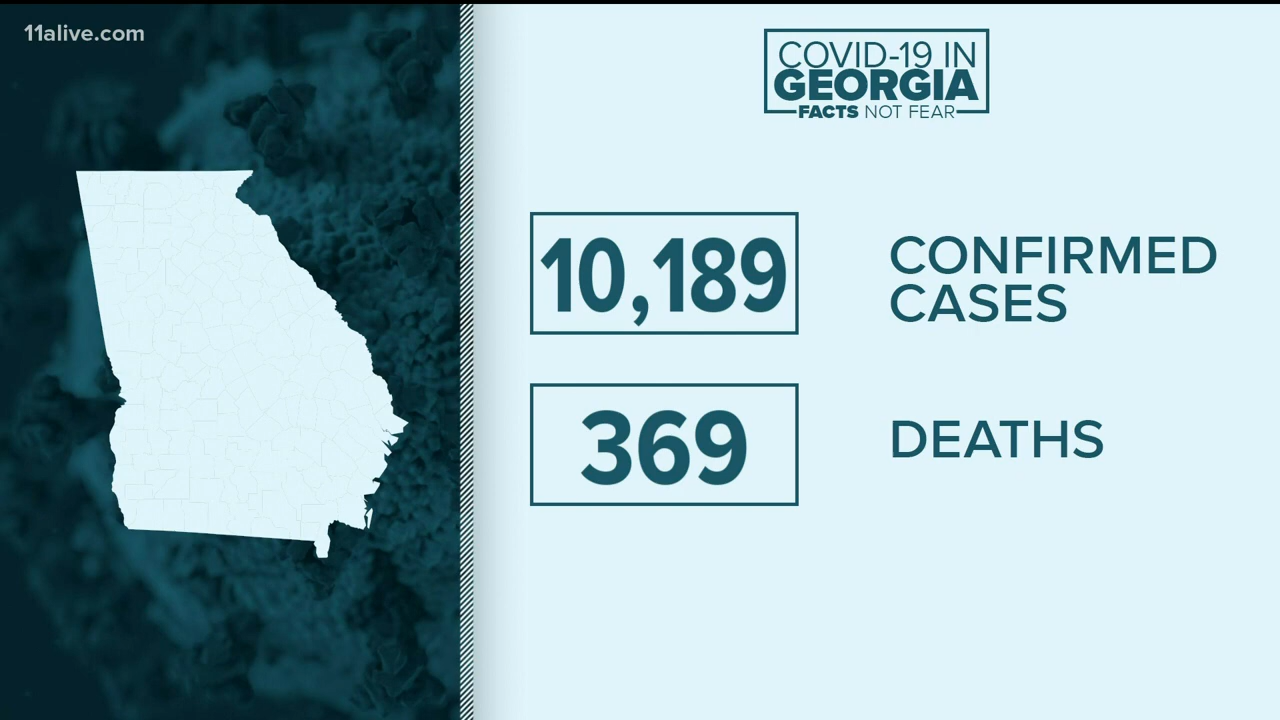 11alive.com
COVID-19 IN
GEORGIA
FACTS NOT FEAR
10,189
CONFIRMED
CASES
369
DEATHS